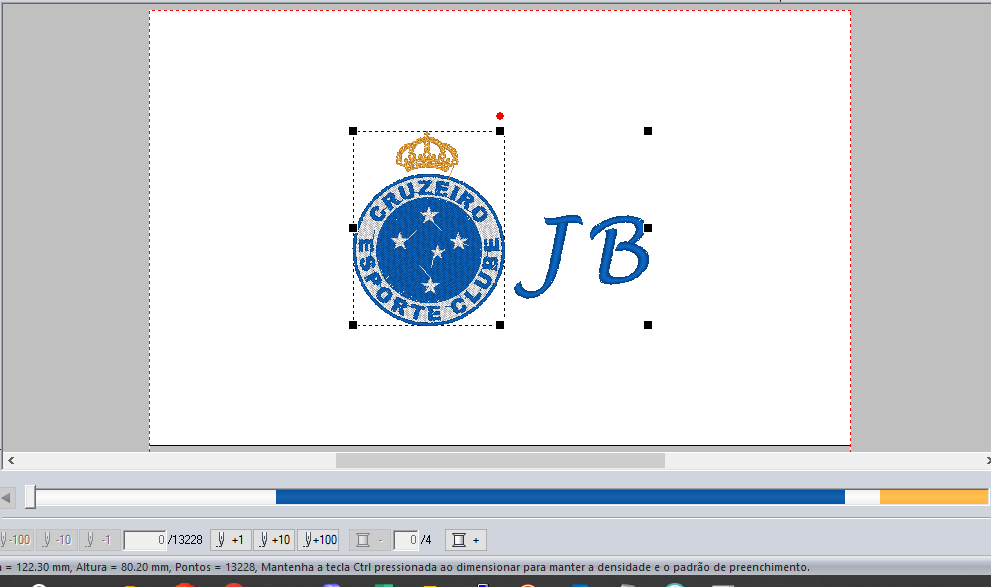 CRUZEIRO
ESPORTE CLUBE
JB
-100 -10 -1 0 /13228 +1 +10 +100 - 0 /4 +
= 122.30 mm, Altura = 80.20 mm, Pontos = 13228, Mantenha a tecla Ctrl pressionada ao dimensionar para manter a densidade e o padrão de preenchimento.